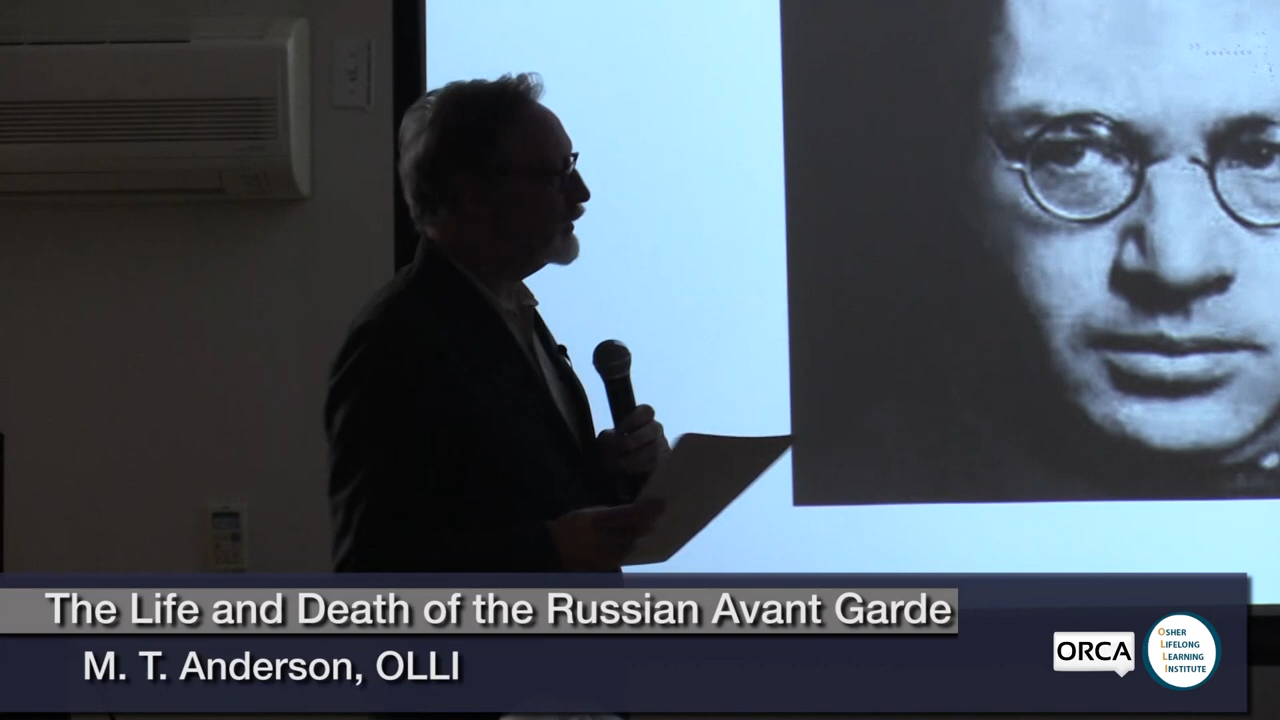 The Life and Death of the Russian Avant Garde
M. T. Anderson, OLLI
ORCA
OSHER
LIFELONG
LEARNING
INSTITUTE